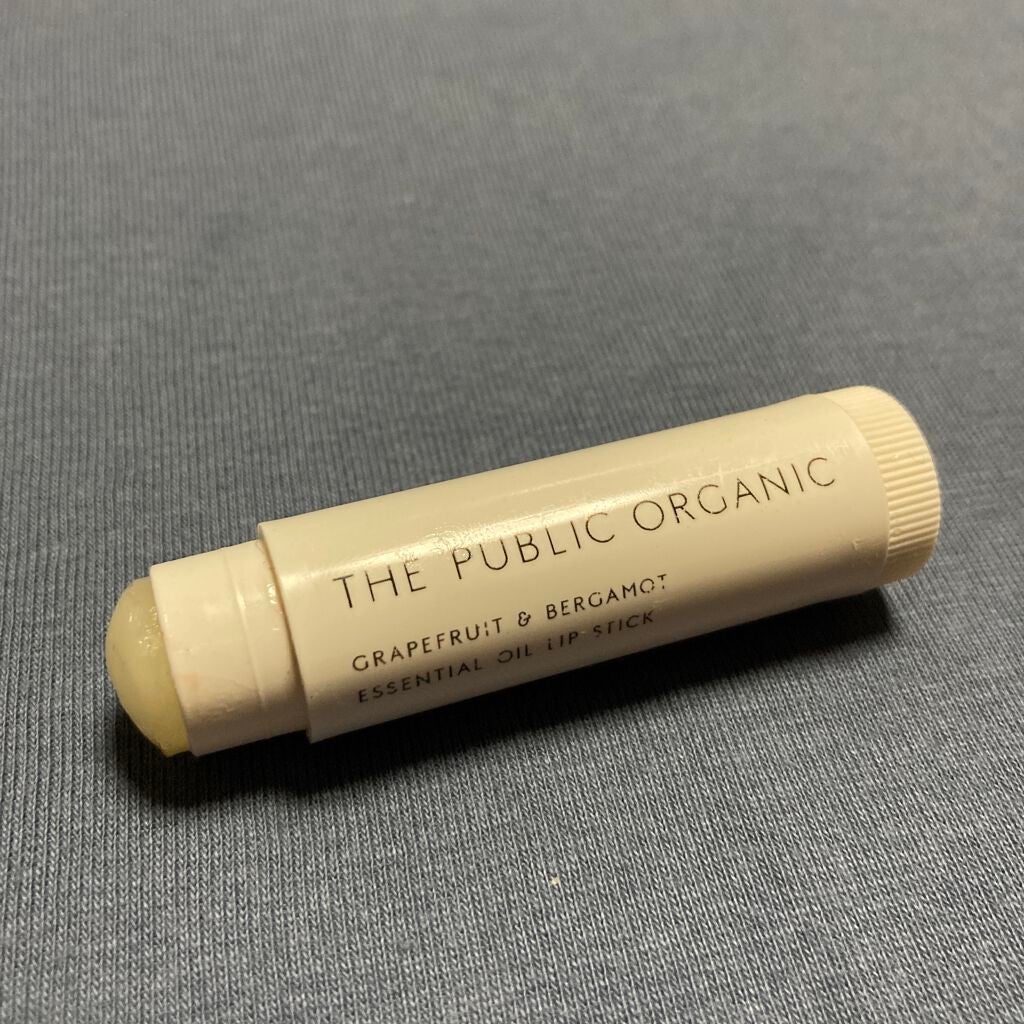 THE PUBLIC ORGANIC
GRAPEFRUIT & BERGAMOT
ESSENTIAL OIL LIP STICK